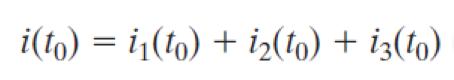 i(t₀) = i₁(t₀) + i₂(t₀) + i₃(t₀)